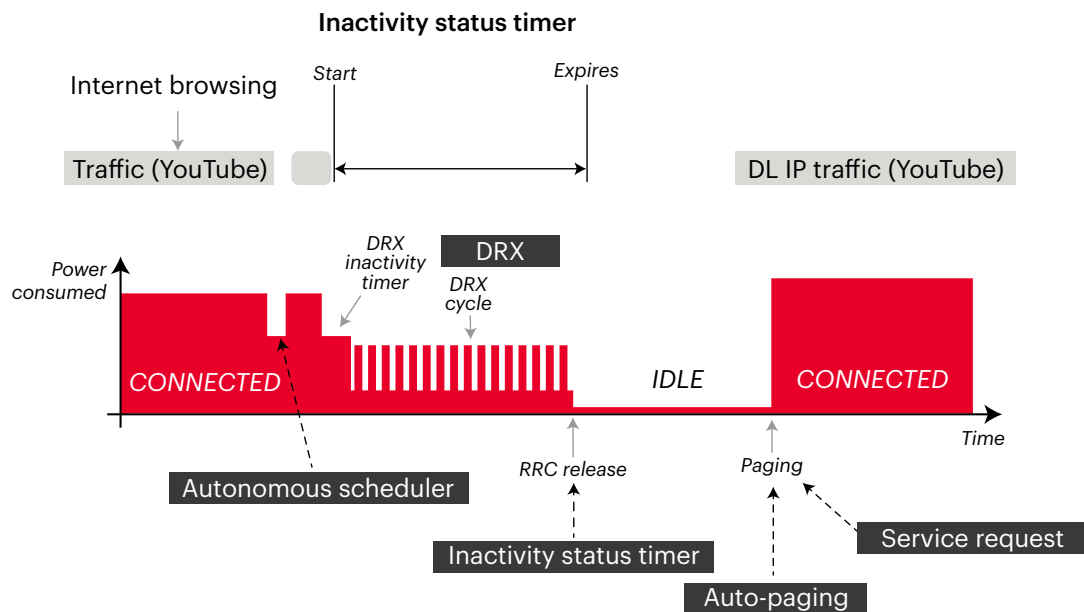 Inactivity status timer
Start
Expires
Internet browsing
Traffic (YouTube)
DL IP traffic (YouTube)
Power
consumed
DRX
inactivity
timer
DRX
DRX
cycle
CONNECTED
IDLE
CONNECTED
Time
RRC release
Paging
Autonomous scheduler
Inactivity status timer
Service request
Auto-paging